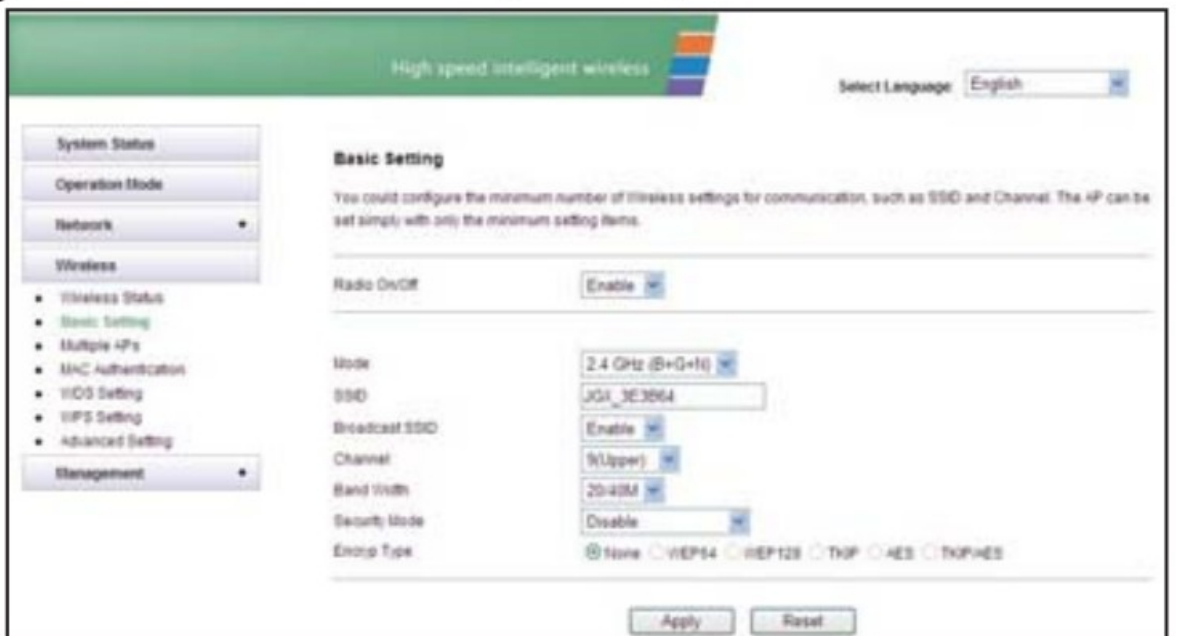 High speed intelligent wireless
Select Language: English
System Status
Operation Mode
Network
Wireless
Wireless Status
Basic Setting
Multiple APs
MAC Authentication
WDS Setting
WPS Setting
Advanced Setting
Management
Basic Setting
You could configure the minimum number of Wireless settings for communication, such as SSID and Channel. The AP can be
set simply with only the minimum setting items.
Radio On/Off Enable
Mode 2.4 GHz (B+G+N)
SSID
Broadcast SSID Enable
Channel 9(Upper)
Band Width 20/40M
Security Mode Disable
Encryp Type None WEP64 WEP128 TKIP AES TKIP/AES
Apply Reset